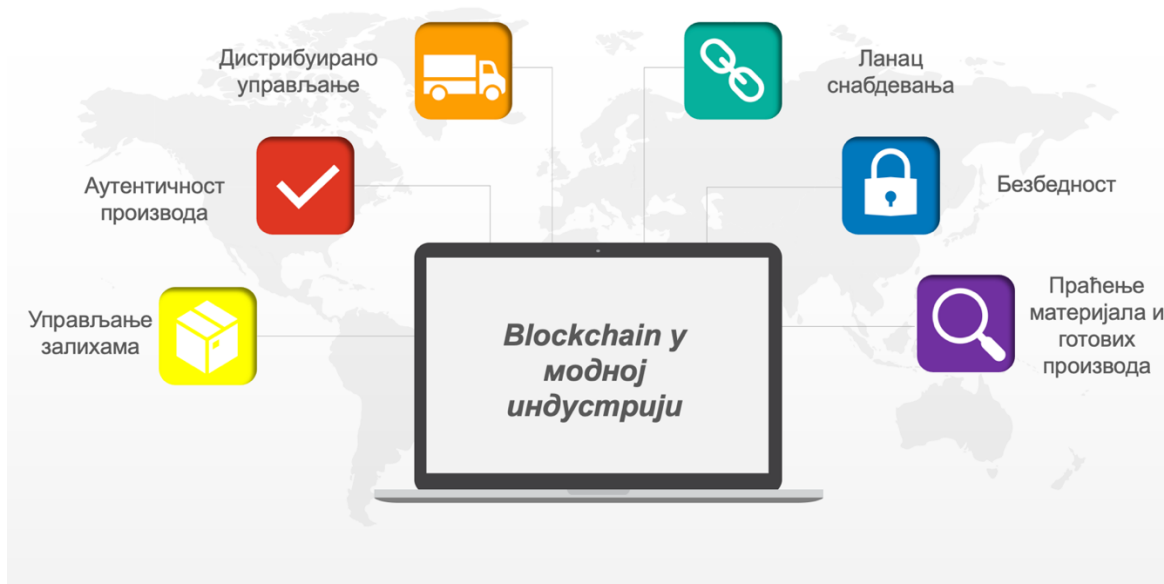 Дистрибуирано
управљање
Ланац
снабдевања
Аутентичност
производа
Безбедност
Управљање
залихама
Праћење
материјала и
готових
производа
Blockchain у
модној
индустрији